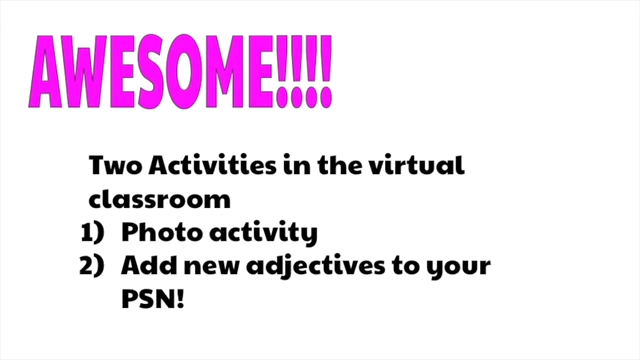 AWESOME!!!!
Two Activities in the virtual
classroom
1) Photo activity
2) Add new adjectives to your
PSN!